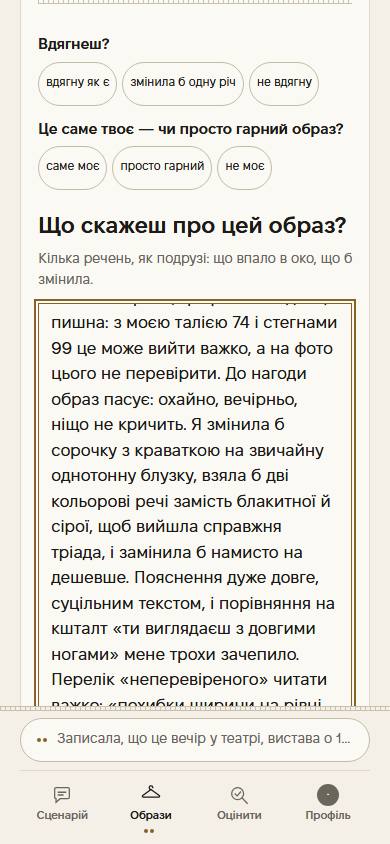 Вдягнеш?
вдягну як є
змінила б одну річ
не вдягну
Це саме твоє — чи просто гарний образ?
саме моє
просто гарний
не моє
Що скажеш про цей образ?
Кілька речень, як подрузі: що впало в око, що б
змінила.
пишна: з моєю талією 74 і стегнами
99 це може вийти важко, а на фото
цього не перевірити. До нагоди
образ пасує: охайно, вечірньо,
ніщо не кричить. Я змінила б
сорочку з краваткою на звичайну
однотонну блузку, взяла б дві
кольорові речі замість блакитної й
сірої, щоб вийшла справжня
тріада, і замінила б намисто на
дешевше. Пояснення дуже довге,
суцільним текстом, і порівняння на
кшталт «ти виглядаєш з довгими
ногами» мене трохи зачепило.
Перелік «неперевіреного» читати
важко: «похибки ширини на рівні
Записала, що це вечір у театрі, вистава о 1...
Сценарій
Образи
Оцінити
Профіль